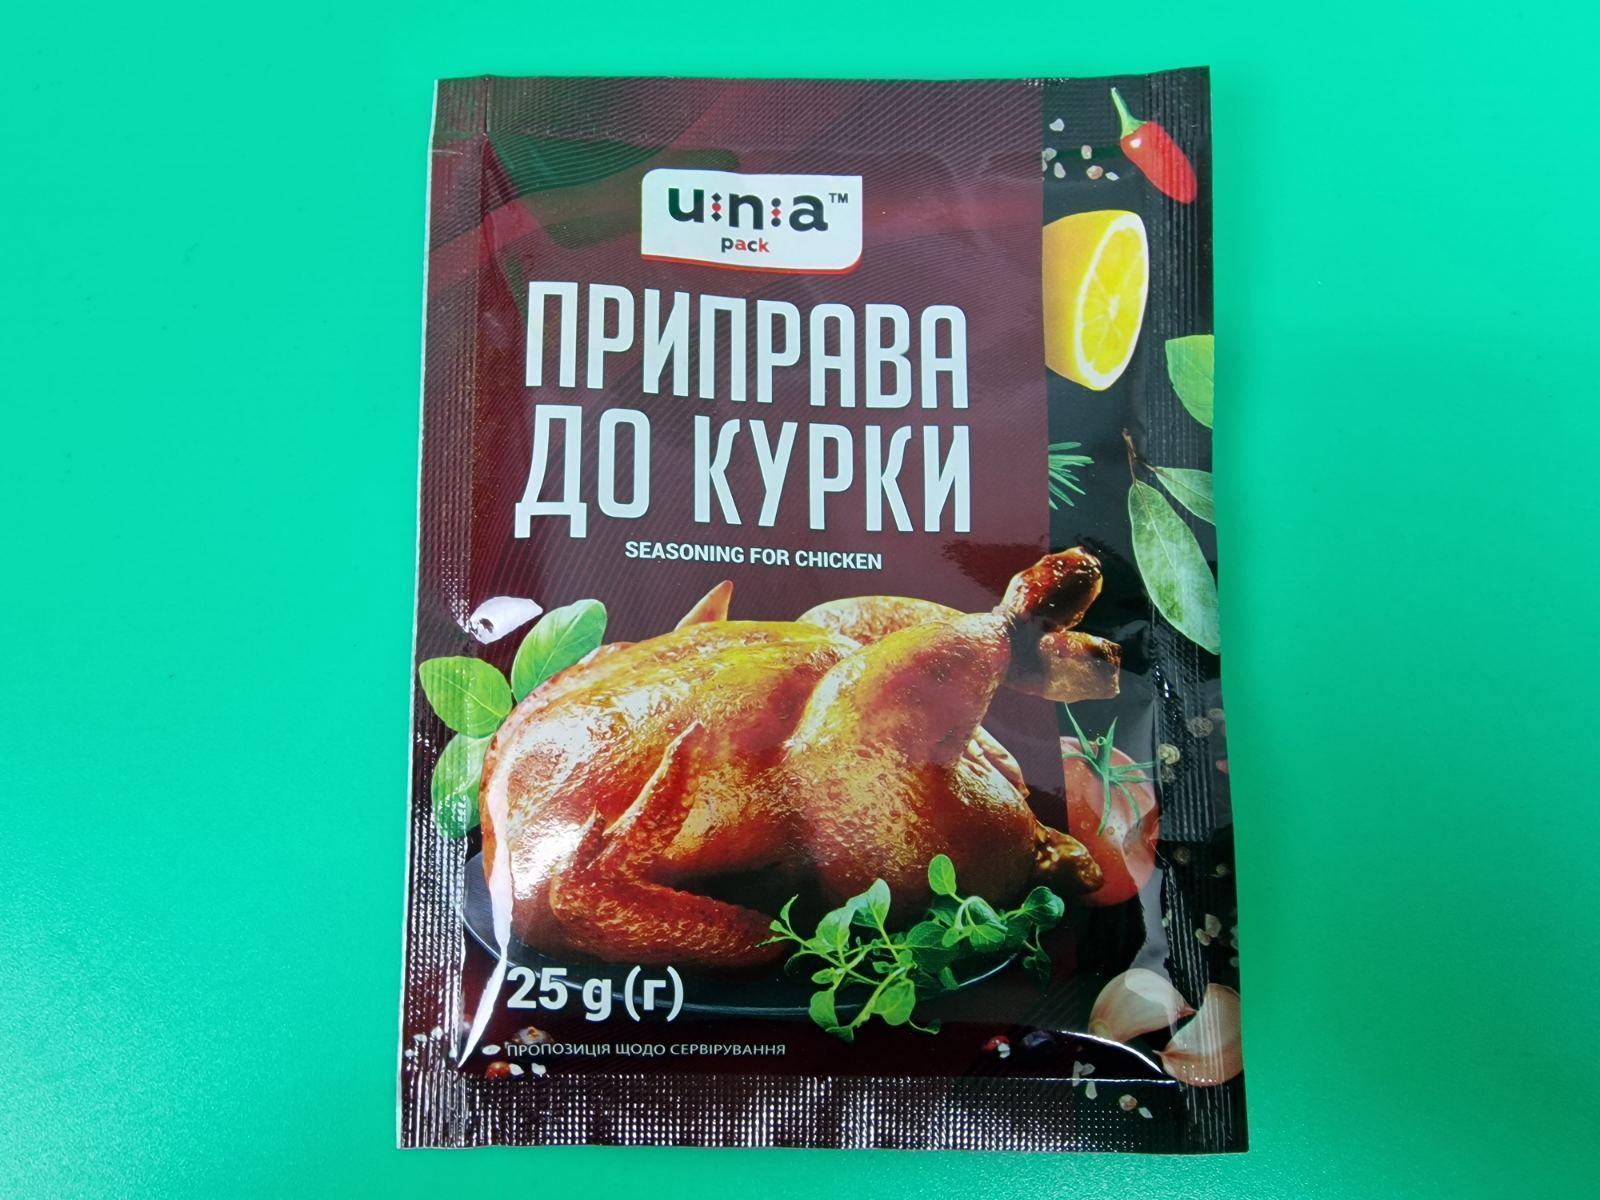 u:n:a™
pack
ПРИПРАВА
ДО КУРКИ
SEASONING FOR CHICKEN
25 g (г)
ПРОПОЗИЦІЯ ЩОДО СЕРВІРУВАННЯ